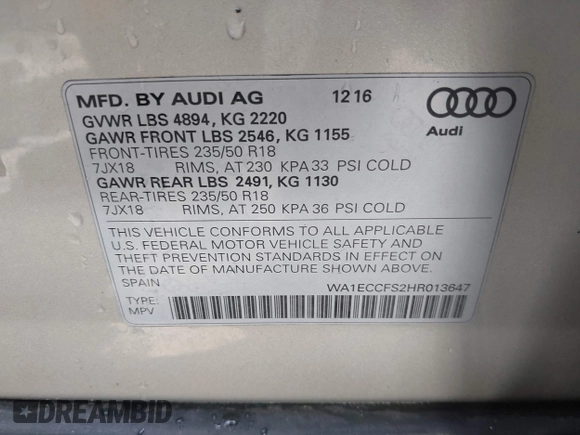 MFD. BY AUDI AG 12 16
GVWR LBS 4894, KG 2220
GAWR FRONT LBS 2546, KG 1155
FRONT-TIRES 235/50 R18
7JX18 RIMS, AT 230 KPA 33 PSI COLD
GAWR REAR LBS 2491, KG 1130
REAR-TIRES 235/50 R18
7JX18 RIMS, AT 250 KPA 36 PSI COLD
Audi
THIS VEHICLE CONFORMS TO ALL APPLICABLE
U.S. FEDERAL MOTOR VEHICLE SAFETY AND
THEFT PREVENTION STANDARDS IN EFFECT ON
THE DATE OF MANUFACTURE SHOWN ABOVE.
SPAIN WA1ECCFS2HR013647
TYPE:
MPV
DREAMBID